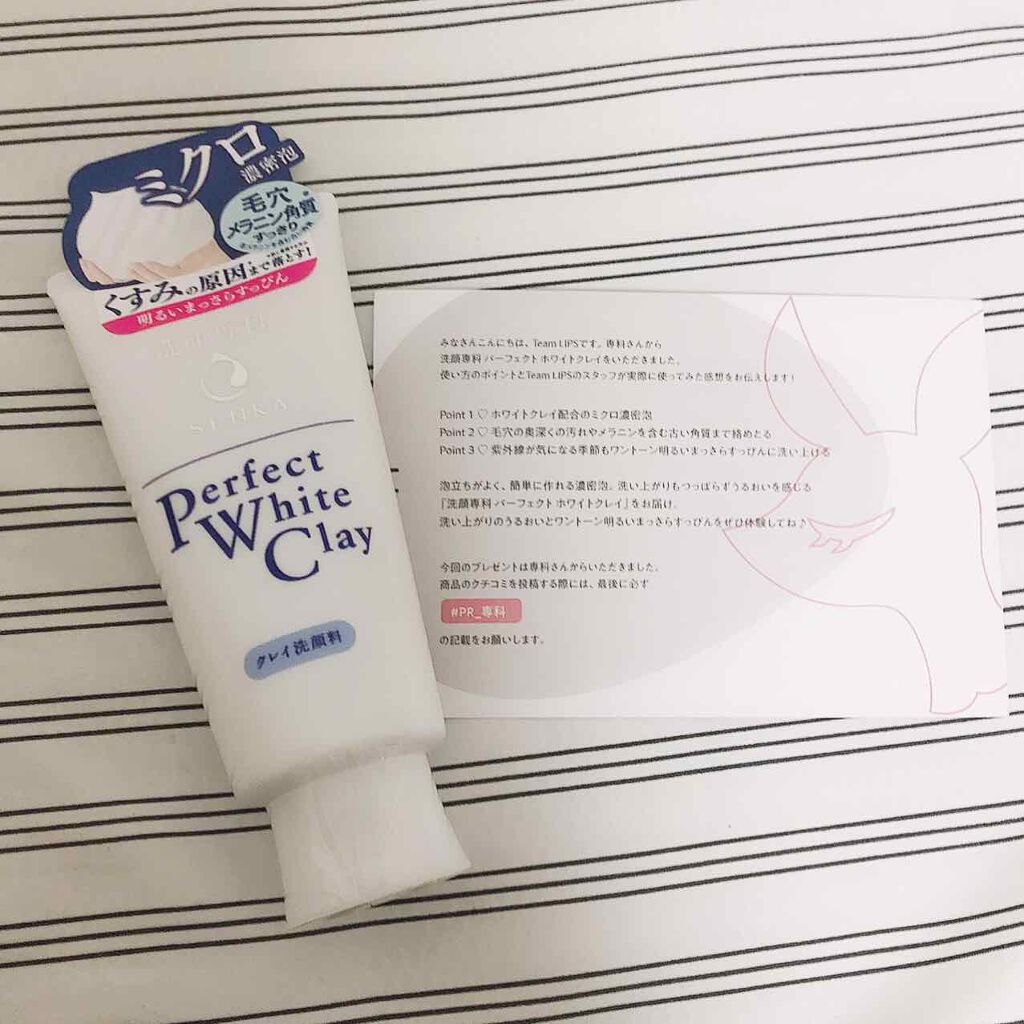 ミクロ
濃密泡
毛穴
メラニン角質
すっきり
くすみの原因まで落とす!
明るいまっさらすっぴん
SENKA
Perfect
White
Clay
クレイ洗顔料
みなさんこんにちは、Team LIPSです。専科さんから
洗顔専科 パーフェクト ホワイトクレイをいただきました。
使い方のポイントとTeam LIPSのスタッフが実際に使ってみた感想をお伝えします!
Point 1 ♡ ホワイトクレイ配合のミクロ濃密泡
Point 2 ♡ 毛穴の奥深くの汚れやメラニンを含む古い角質まで絡めとる
Point 3 ♡ 紫外線が気になる季節もワントーン明るいまっさらすっぴんに洗い上げる
泡立ちがよく、簡単に作れる濃密泡。洗い上がりもつっぱらずうるおいを感じる
『洗顔専科 パーフェクト ホワイトクレイ』をお届け。
洗い上がりのうるおいとワントーン明るいまっさらすっぴんをぜひ体験してね♪
今回のプレゼントは専科さんからいただきました。
商品のクチコミを投稿する際には、最後に必ず
#PR_専科
の記載をお願いします。